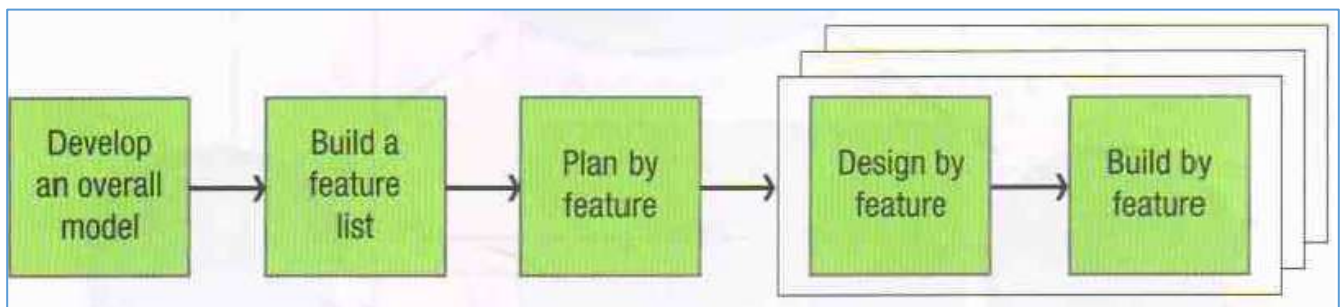 Develop
an overall
model
Build a
feature
list
Plan by
feature
Design by
feature
Build by
feature